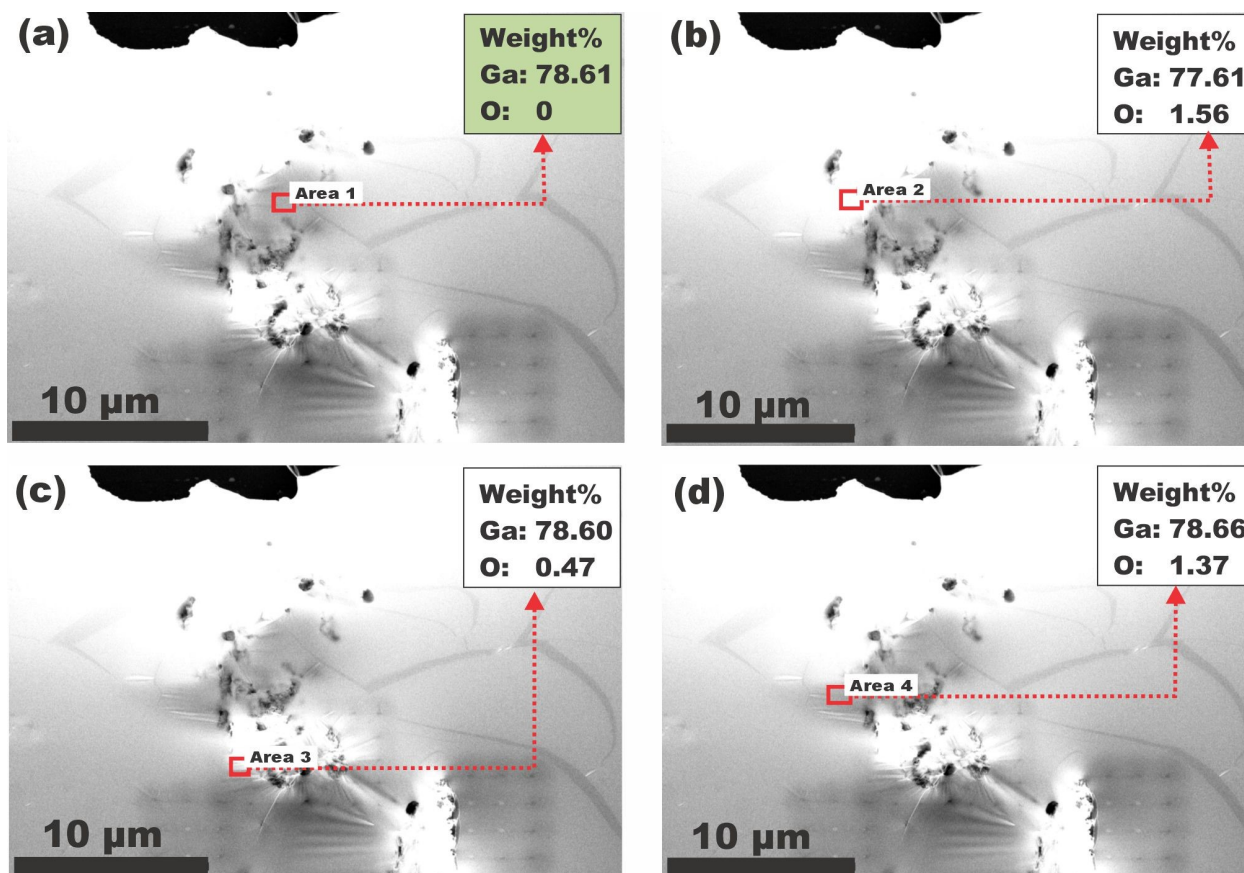 (a)
Weight%
Ga: 78.61
O: 0
Area 1
10 µm
(b)
Weight%
Ga: 77.61
O: 1.56
Area 2
10 µm
(c)
Weight%
Ga: 78.60
O: 0.47
Area 3
10 µm
(d)
Weight%
Ga: 78.66
O: 1.37
Area 4
10 µm